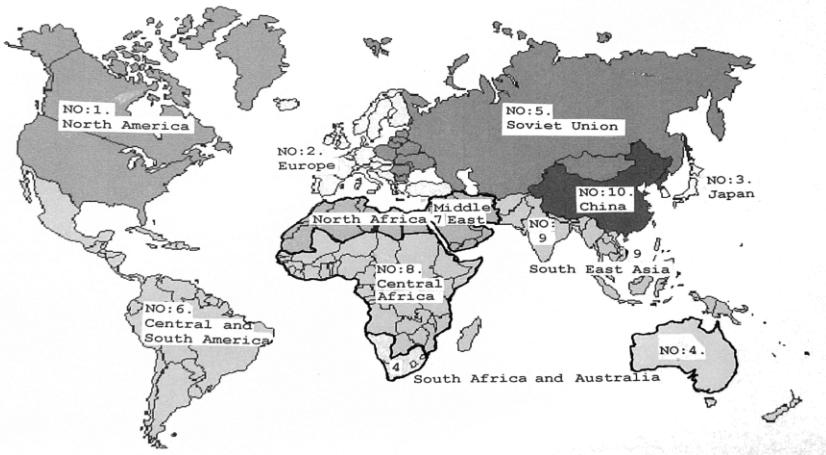 NO:1.
North America
NO:2.
Europe
NO:5.
Soviet Union
NO:10.
China
NO:3.
Japan
North Africa 7
Middle
East
NO:
9
9
South East Asia
NO:8.
Central
Africa
NO:6.
Central and
South America
NO:4.
4
South Africa and Australia